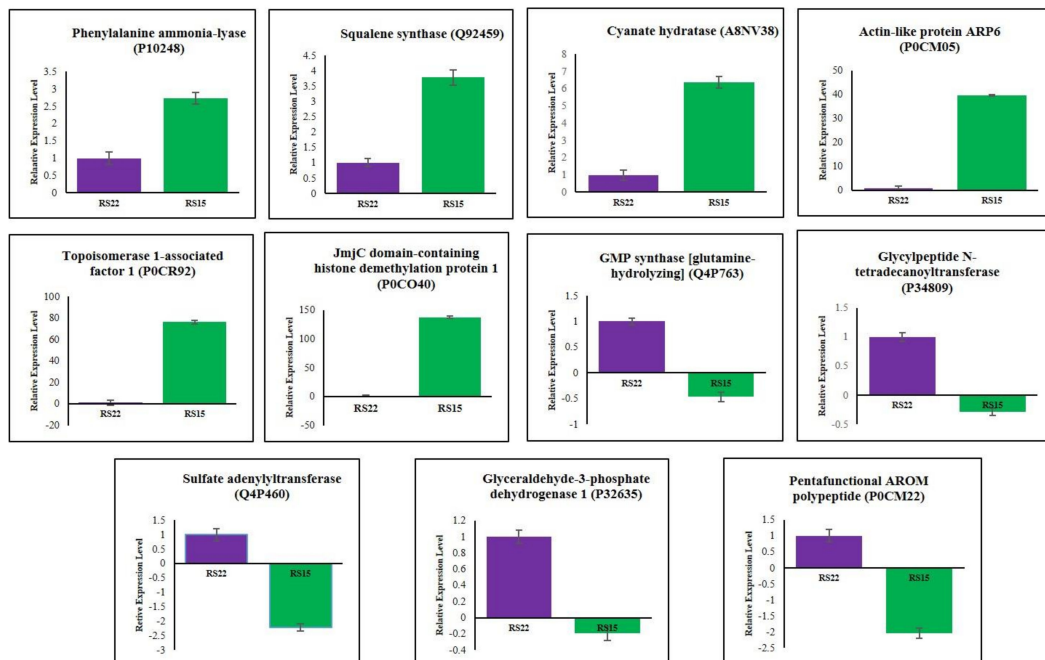 Phenylalanine ammonia-lyase
(P10248)
Relative Expression Level
3.5
3
2.5
2
1.5
1
0.5
0
RS22
RS15
Squalene synthase (Q92459)
Relative Expression Level
4.5
4
3.5
3
2.5
2
1.5
1
0.5
0
RS22
RS15
Cyanate hydratase (A8NV38)
Relative Expression Level
8
7
6
5
4
3
2
1
0
RS22
RS15
Actin-like protein ARP6
(P0CM05)
Relative Expression Level
50
40
30
20
10
0
RS22
RS15
Topoisomerase 1-associated
factor 1 (P0CR92)
Relative Expression Level
100
80
60
40
20
0
-20
RS22
RS15
JmjC domain-containing
histone demethylation protein 1
(P0CO40)
Relative Expression Level
150
100
50
0
-50
RS22
RS15
GMP synthase [glutamine-
hydrolyzing] (Q4P763)
Relative Expression Level
1.5
1
0.5
0
-0.5
-1
RS22
RS15
Glycylpeptide N-
tetradecanoyltransferase
(P34809)
Relative Expression Level
1.5
1
0.5
0
-0.5
RS22
RS15
Sulfate adenylyltransferase
(Q4P460)
Retive Expression Level
1.5
1
0.5
0
-0.5
-1
-1.5
-2
-2.5
-3
RS22
RS15
Glyceraldehyde-3-phosphate
dehydrogenase 1 (P32635)
Relative Expression Level
1.2
1
0.8
0.6
0.4
0.2
0
-0.2
-0.4
RS22
RS15
Pentafunctional AROM
polypeptide (P0CM22)
Relative Expression Level
1.5
1
0.5
0
-0.5
-1
-1.5
-2
-2.5
RS22
RS15